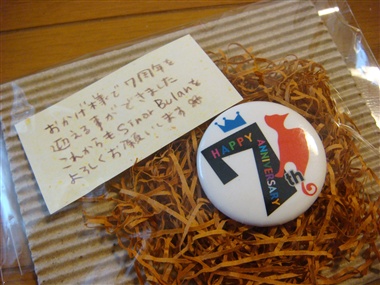 おかげ様で7周年を
迎える事ができました
これからもSinar Bulanを
よろしくお願いします
HAPPY
ANNIVERSARY
7th